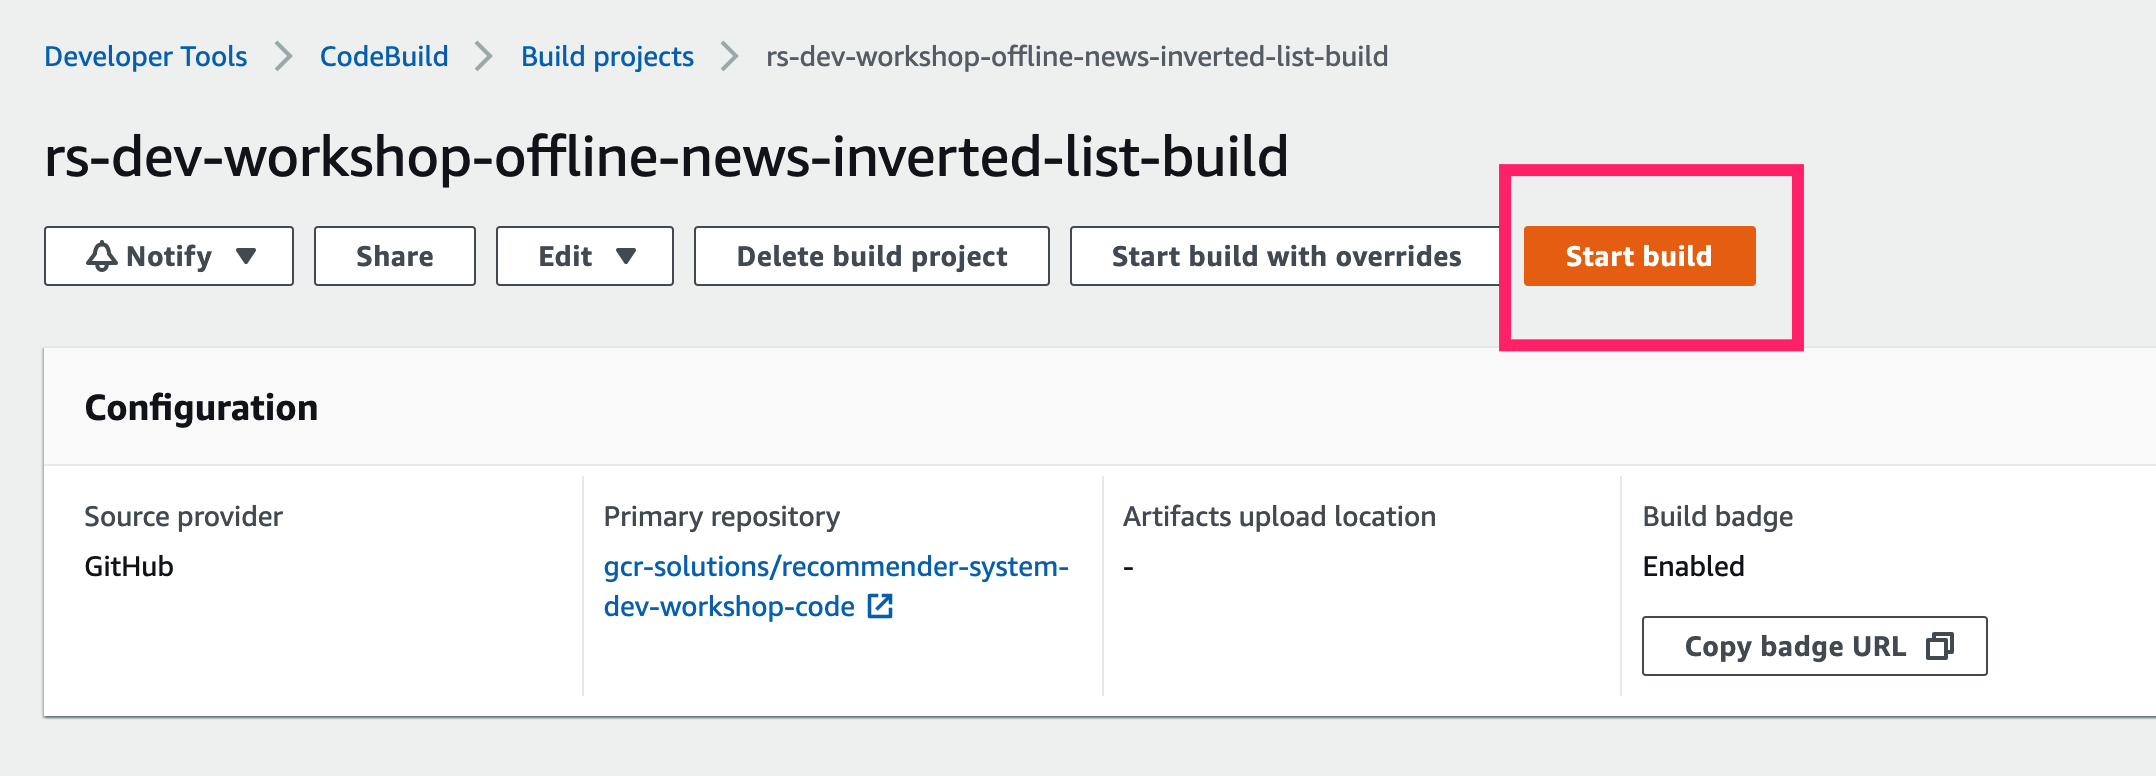 Developer Tools > CodeBuild > Build projects > rs-dev-workshop-offline-news-inverted-list-build
rs-dev-workshop-offline-news-inverted-list-build
Notify Share Edit Delete build project Start build with overrides Start build
Configuration
Source provider
GitHub
Primary repository
gcr-solutions/recommender-system-
dev-workshop-code
Artifacts upload location
-
Build badge
Enabled
Copy badge URL